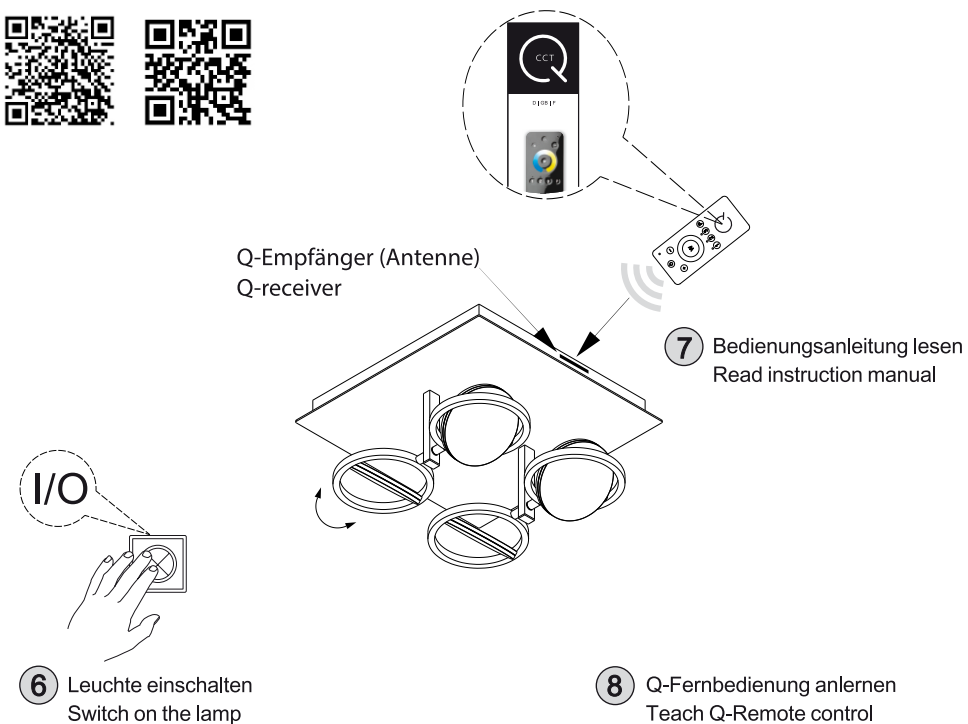 CCT
D | GB | F
Q-Empfänger (Antenne)
Q-receiver
7 Bedienungsanleitung lesen
Read instruction manual
I/O
6 Leuchte einschalten
Switch on the lamp
8 Q-Fernbedienung anlernen
Teach Q-Remote control